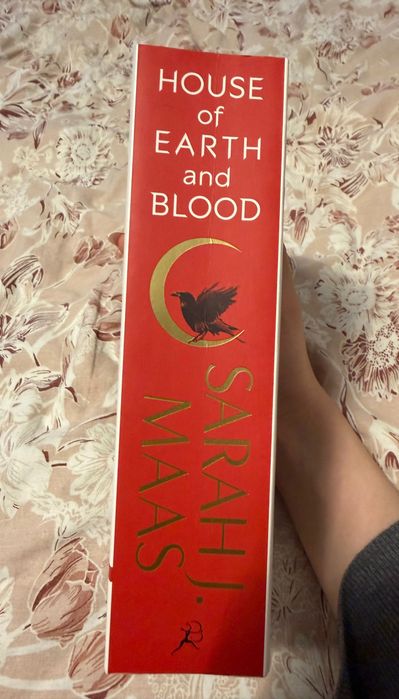 HOUSE
of
EARTH
and
BLOOD
SARAH J.
MAAS